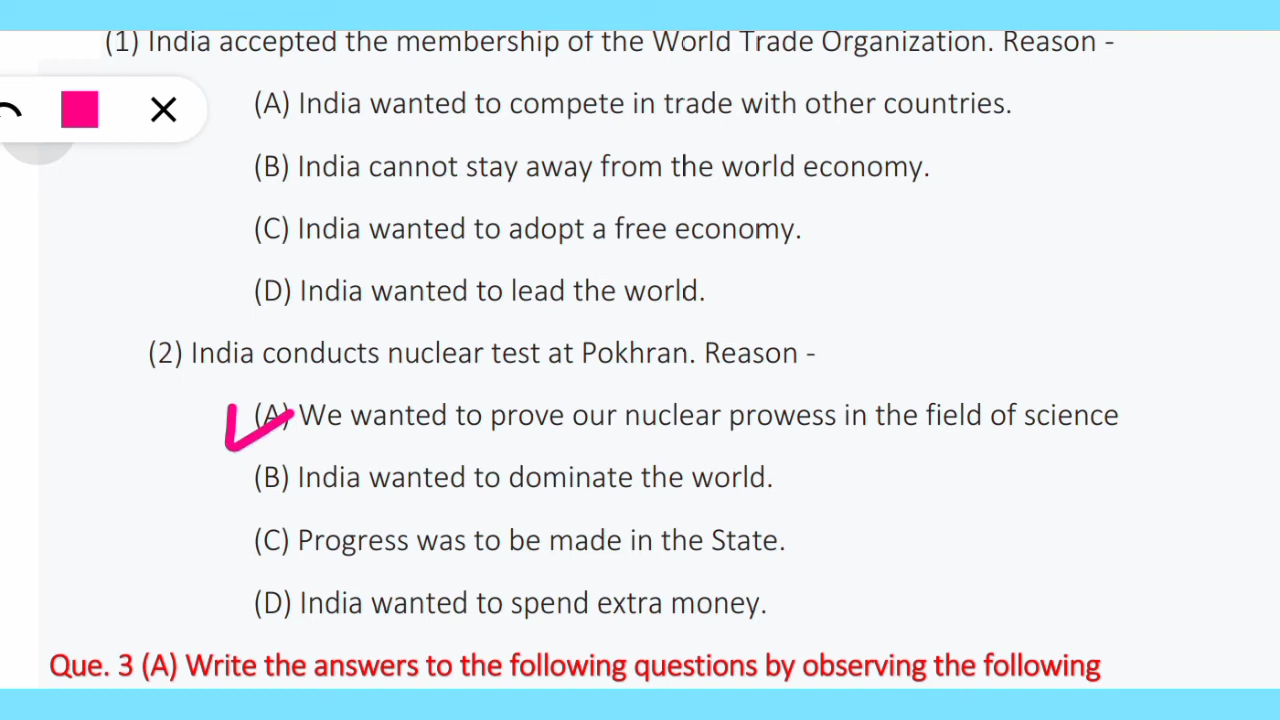 (1) India accepted the membership of the World Trade Organization. Reason -
(A) India wanted to compete in trade with other countries.
(B) India cannot stay away from the world economy.
(C) India wanted to adopt a free economy.
(D) India wanted to lead the world.
(2) India conducts nuclear test at Pokhran. Reason -
(A) We wanted to prove our nuclear prowess in the field of science
(B) India wanted to dominate the world.
(C) Progress was to be made in the State.
(D) India wanted to spend extra money.
Que. 3 (A) Write the answers to the following questions by observing the following